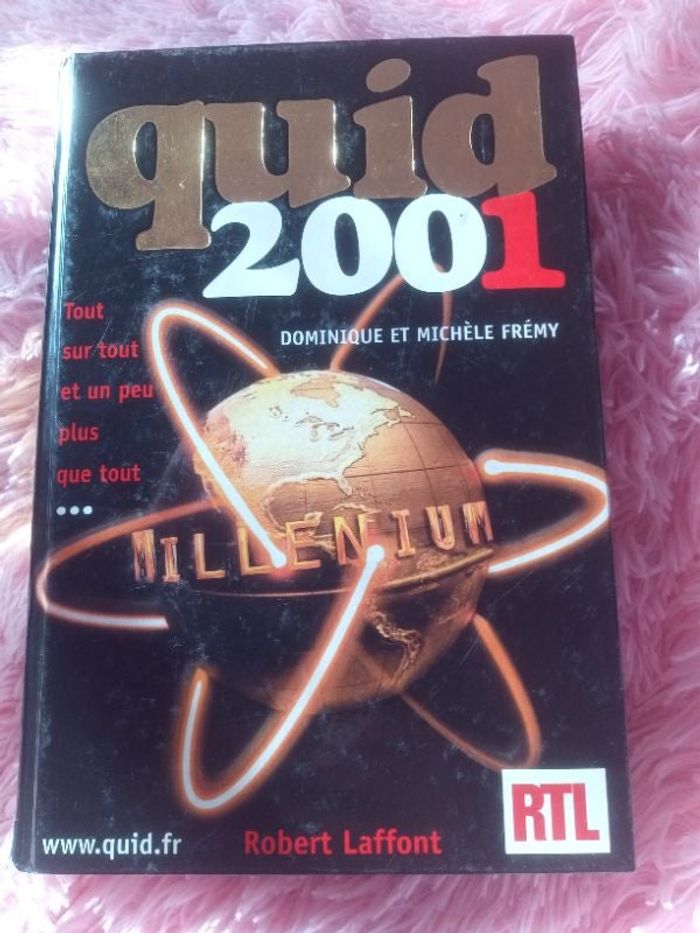 quid
2001
DOMINIQUE ET MICHÈLE FRÉMY
Tout
sur tout
et un peu
plus
que tout
...
MILLENIUM
RTL
www.quid.fr Robert Laffont